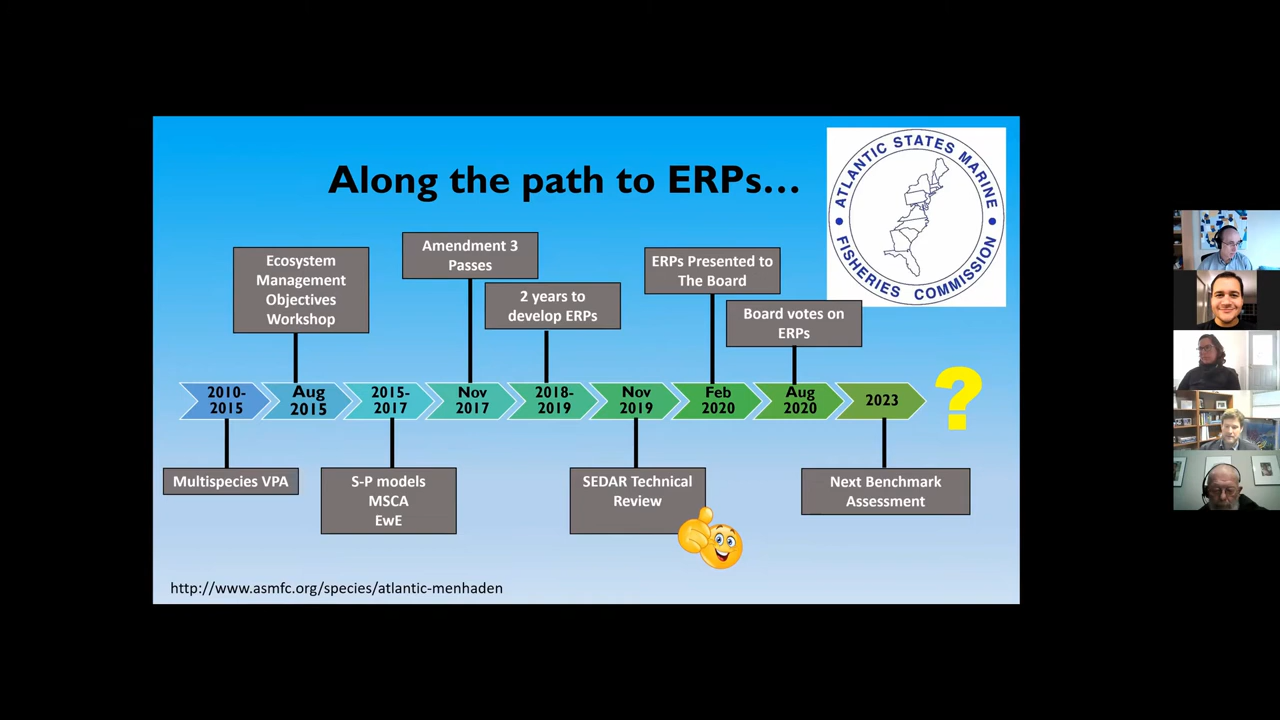 Along the path to ERPs...
ATLANTIC STATES MARINE
FISHERIES COMMISSION
Ecosystem
Management
Objectives
Workshop
Amendment 3
Passes
2 years to
develop ERPs
ERPs Presented to
The Board
Board votes on
ERPs
2010-
2015
Aug
2015
2015-
2017
Nov
2017
2018-
2019
Nov
2019
Feb
2020
Aug
2020
2023
?
Multispecies VPA
S-P models
MSCA
EwE
SEDAR Technical
Review
Next Benchmark
Assessment
http://www.asmfc.org/species/atlantic-menhaden